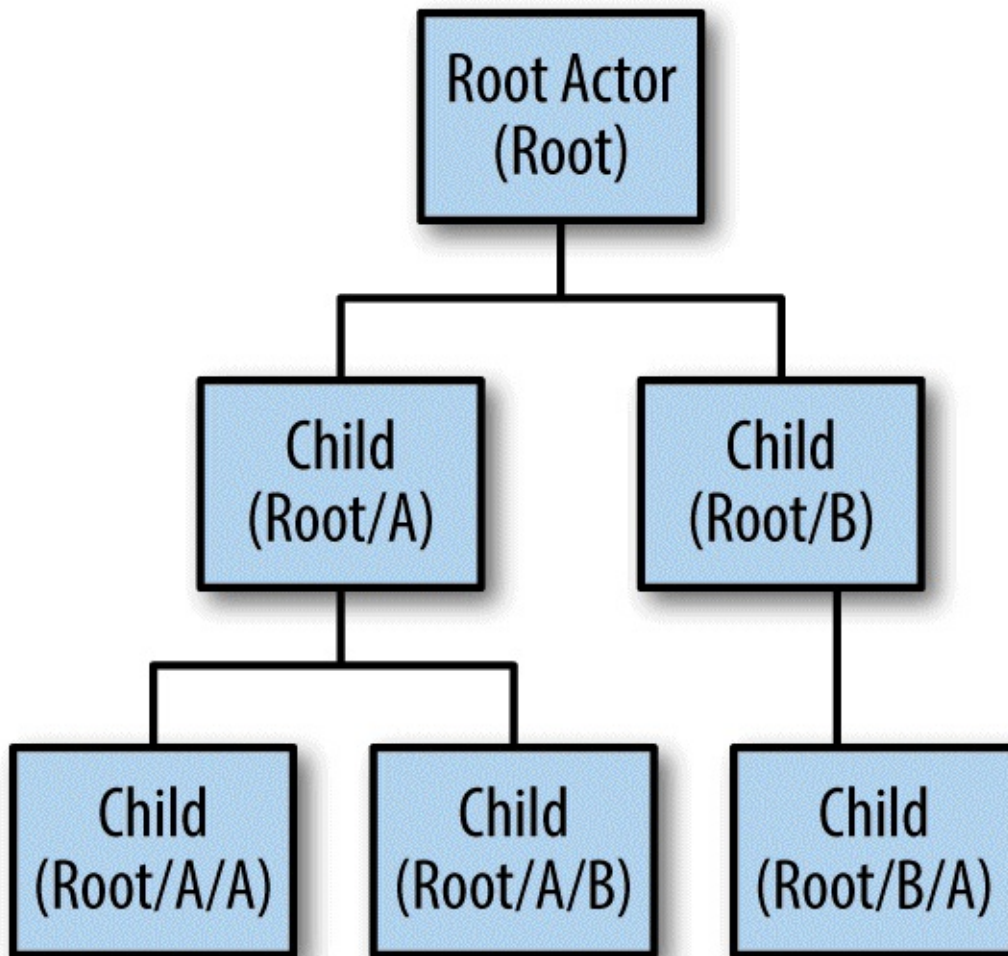 Root Actor
(Root)
Child
(Root/A)
Child
(Root/B)
Child
(Root/A/A)
Child
(Root/A/B)
Child
(Root/B/A)